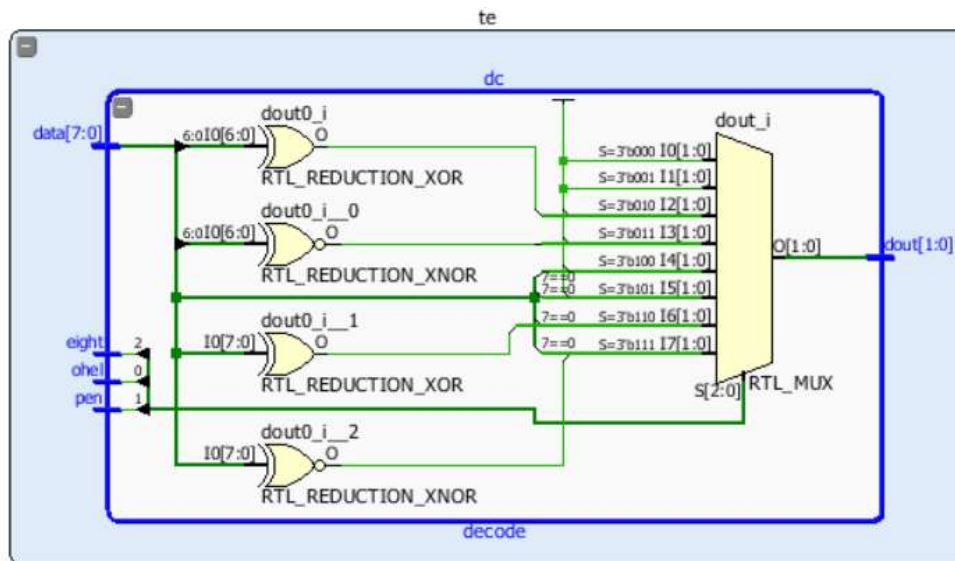 te
dc
dout0_i
data[7:0]
6:0 I0[6:0]
O
RTL_REDUCTION_XOR
dout0_i__0
6:0 I0[6:0]
O
RTL_REDUCTION_XNOR
dout0_i__1
I0[7:0]
O
RTL_REDUCTION_XOR
dout0_i__2
I0[7:0]
O
RTL_REDUCTION_XNOR
eight 2
ohel 0
pen 1
dout_i
S=3'b000 I0[1:0]
S=3'b001 I1[1:0]
S=3'b010 I2[1:0]
S=3'b011 I3[1:0]
7==0 S=3'b100 I4[1:0]
7==0 S=3'b101 I5[1:0]
7==0 S=3'b110 I6[1:0]
7==0 S=3'b111 I7[1:0]
O[1:0]
dout[1:0]
S[2:0]
RTL_MUX
decode